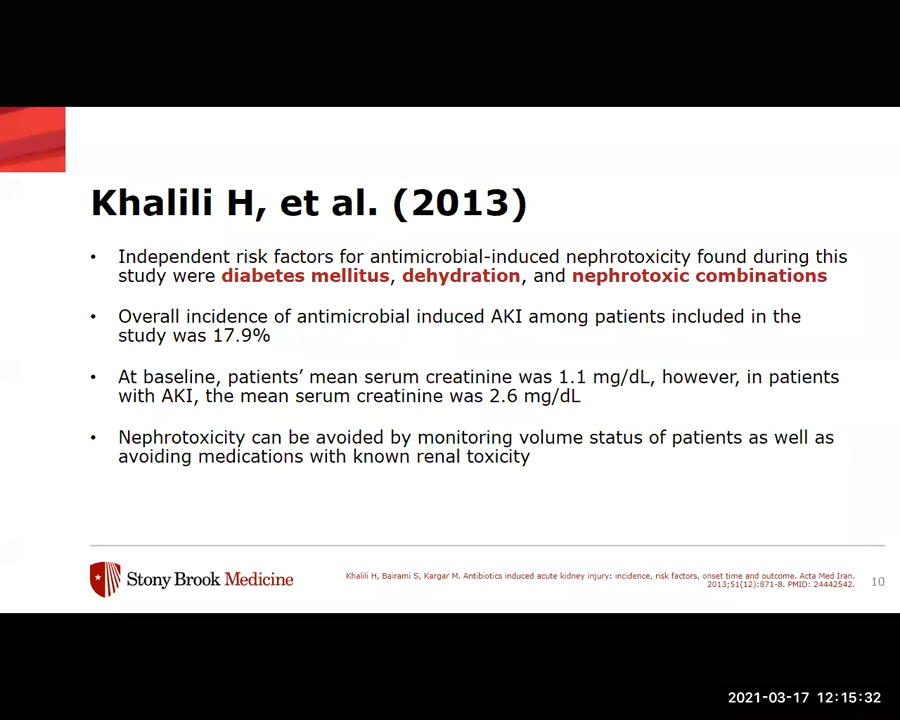 Khalili H, et al. (2013)
• Independent risk factors for antimicrobial-induced nephrotoxicity found during this
study were diabetes mellitus, dehydration, and nephrotoxic combinations
• Overall incidence of antimicrobial induced AKI among patients included in the
study was 17.9%
• At baseline, patients’ mean serum creatinine was 1.1 mg/dL, however, in patients
with AKI, the mean serum creatinine was 2.6 mg/dL
• Nephrotoxicity can be avoided by monitoring volume status of patients as well as
avoiding medications with known renal toxicity
Stony Brook Medicine
Khalili H, Bairami S, Kargar M. Antibiotics induced acute kidney injury: incidence, risk factors, onset time and outcome. Acta Med Iran.
2013;51(12):871-8. PMID: 24442542.
10
2021-03-17 12:15:32